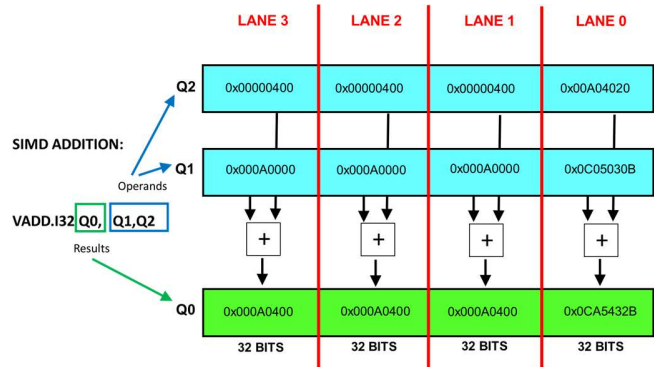 LANE 3 LANE 2 LANE 1 LANE 0
Q2 0x00000400 0x00000400 0x00000400 0x00A04020
SIMD ADDITION:
Q1 0x000A0000 0x000A0000 0x000A0000 0x0C05030B
Operands
VADD.I32 Q0, Q1,Q2
+ + + +
Results
Q0 0x000A0400 0x000A0400 0x000A0400 0x0CA5432B
32 BITS 32 BITS 32 BITS 32 BITS